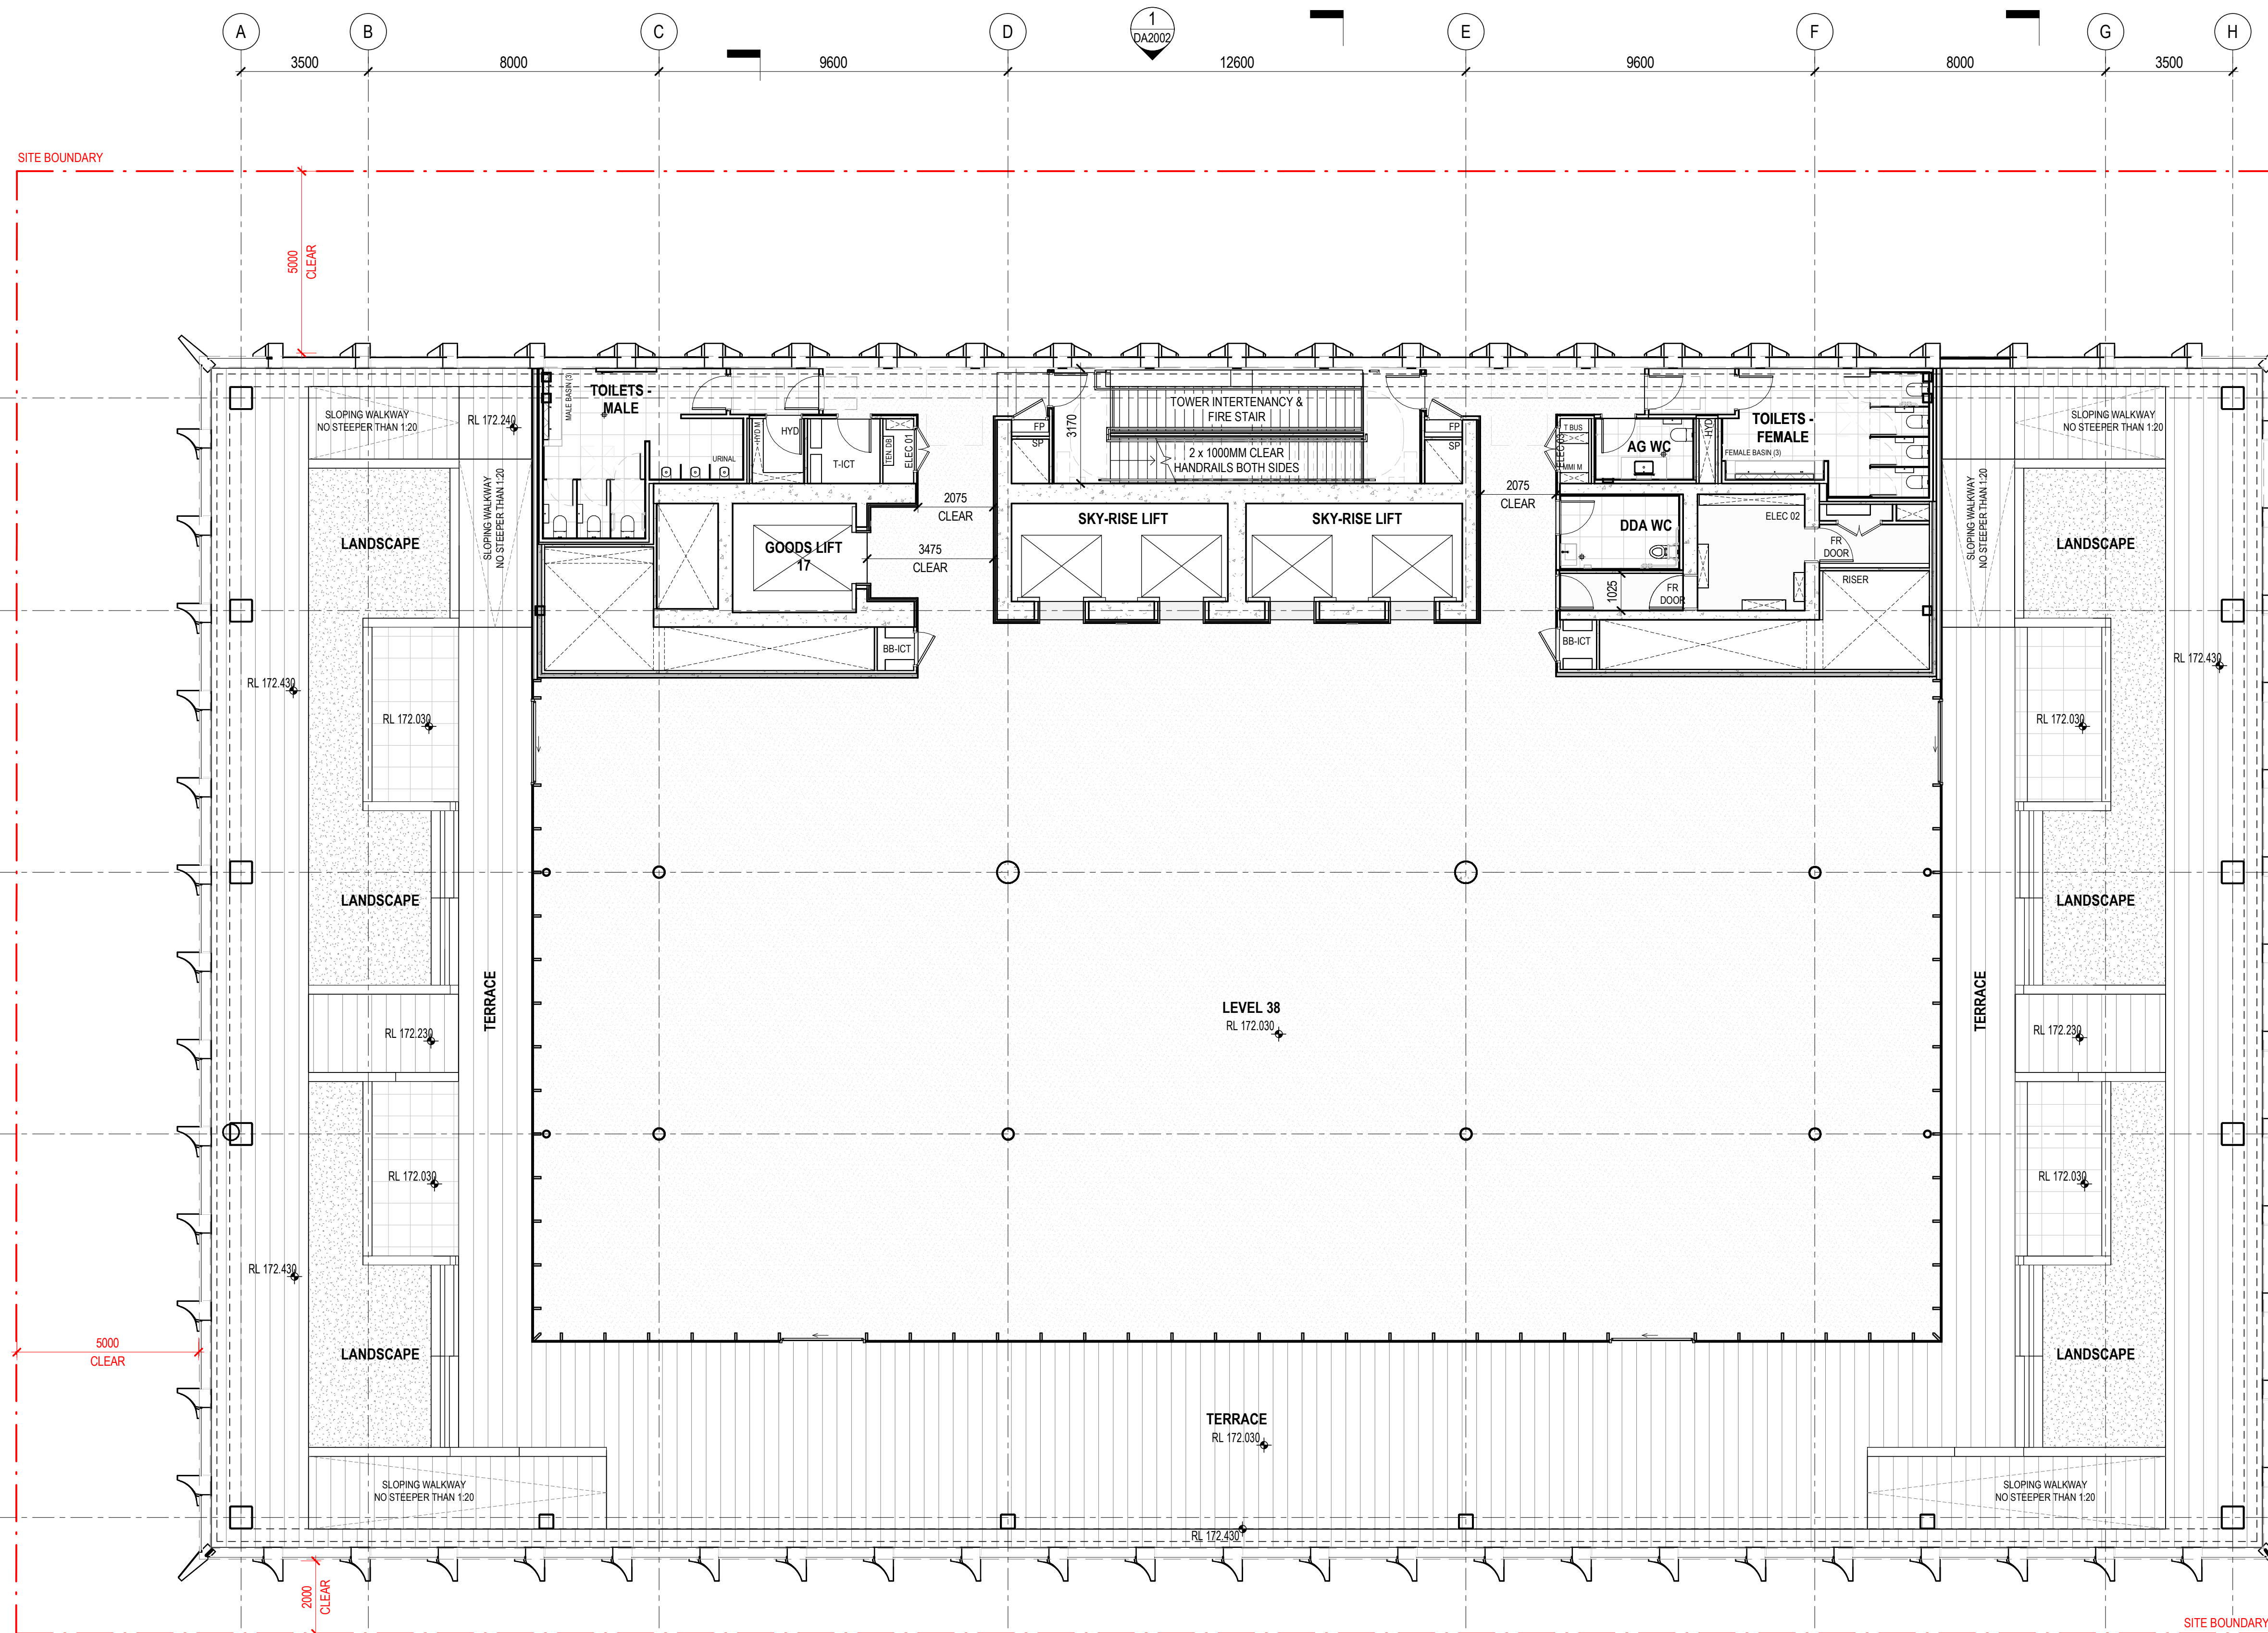 A
B
C
D
1
DA2002
E
F
G
H
3500
8000
9600
12600
9600
8000
3500
SITE BOUNDARY
5000
CLEAR
SLOPING WALKWAY
NO STEEPER THAN 1:20
RL 172.240
SLOPING WALKWAY
NO STEEPER THAN 1:20
MALE BASIN (3)
TOILETS -
MALE
URINAL
HYD M
HYD
T-ICT
TEN. DB
ELEC 01
FP
SP
3170
TOWER INTERTENANCY &
FIRE STAIR
2 x 1000MM CLEAR
HANDRAILS BOTH SIDES
FP
SP
T BUS
ELEC 03
MMI M
AG WC
HYD
TOILETS -
FEMALE
FEMALE BASIN (3)
SLOPING WALKWAY
NO STEEPER THAN 1:20
SLOPING WALKWAY
NO STEEPER THAN 1:20
2075
CLEAR
2075
CLEAR
LANDSCAPE
GOODS LIFT
17
3475
CLEAR
SKY-RISE LIFT
SKY-RISE LIFT
DDA WC
ELEC 02
FR
DOOR
RISER
1025
FR
DOOR
LANDSCAPE
BB-ICT
BB-ICT
RL 172.430
RL 172.030
RL 172.030
RL 172.430
LANDSCAPE
LANDSCAPE
TERRACE
LEVEL 38
RL 172.030
TERRACE
RL 172.230
RL 172.230
RL 172.030
RL 172.030
RL 172.430
5000
CLEAR
LANDSCAPE
LANDSCAPE
TERRACE
RL 172.030
SLOPING WALKWAY
NO STEEPER THAN 1:20
SLOPING WALKWAY
NO STEEPER THAN 1:20
RL 172.430
2000
CLEAR
SITE BOUNDARY